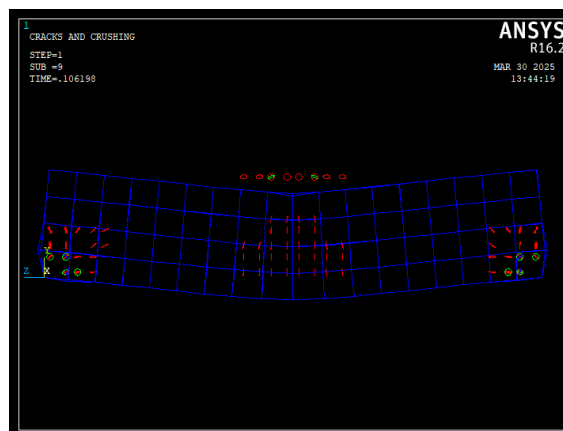 1
CRACKS AND CRUSHING
STEP=1
SUB =9
TIME=.106198
ANSYS
R16.2
MAR 30 2025
13:44:19
Y
Z
X